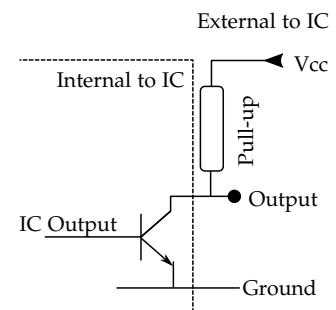 External to IC
Vcc
Internal to IC
Pull-up
Output
IC Output
Ground